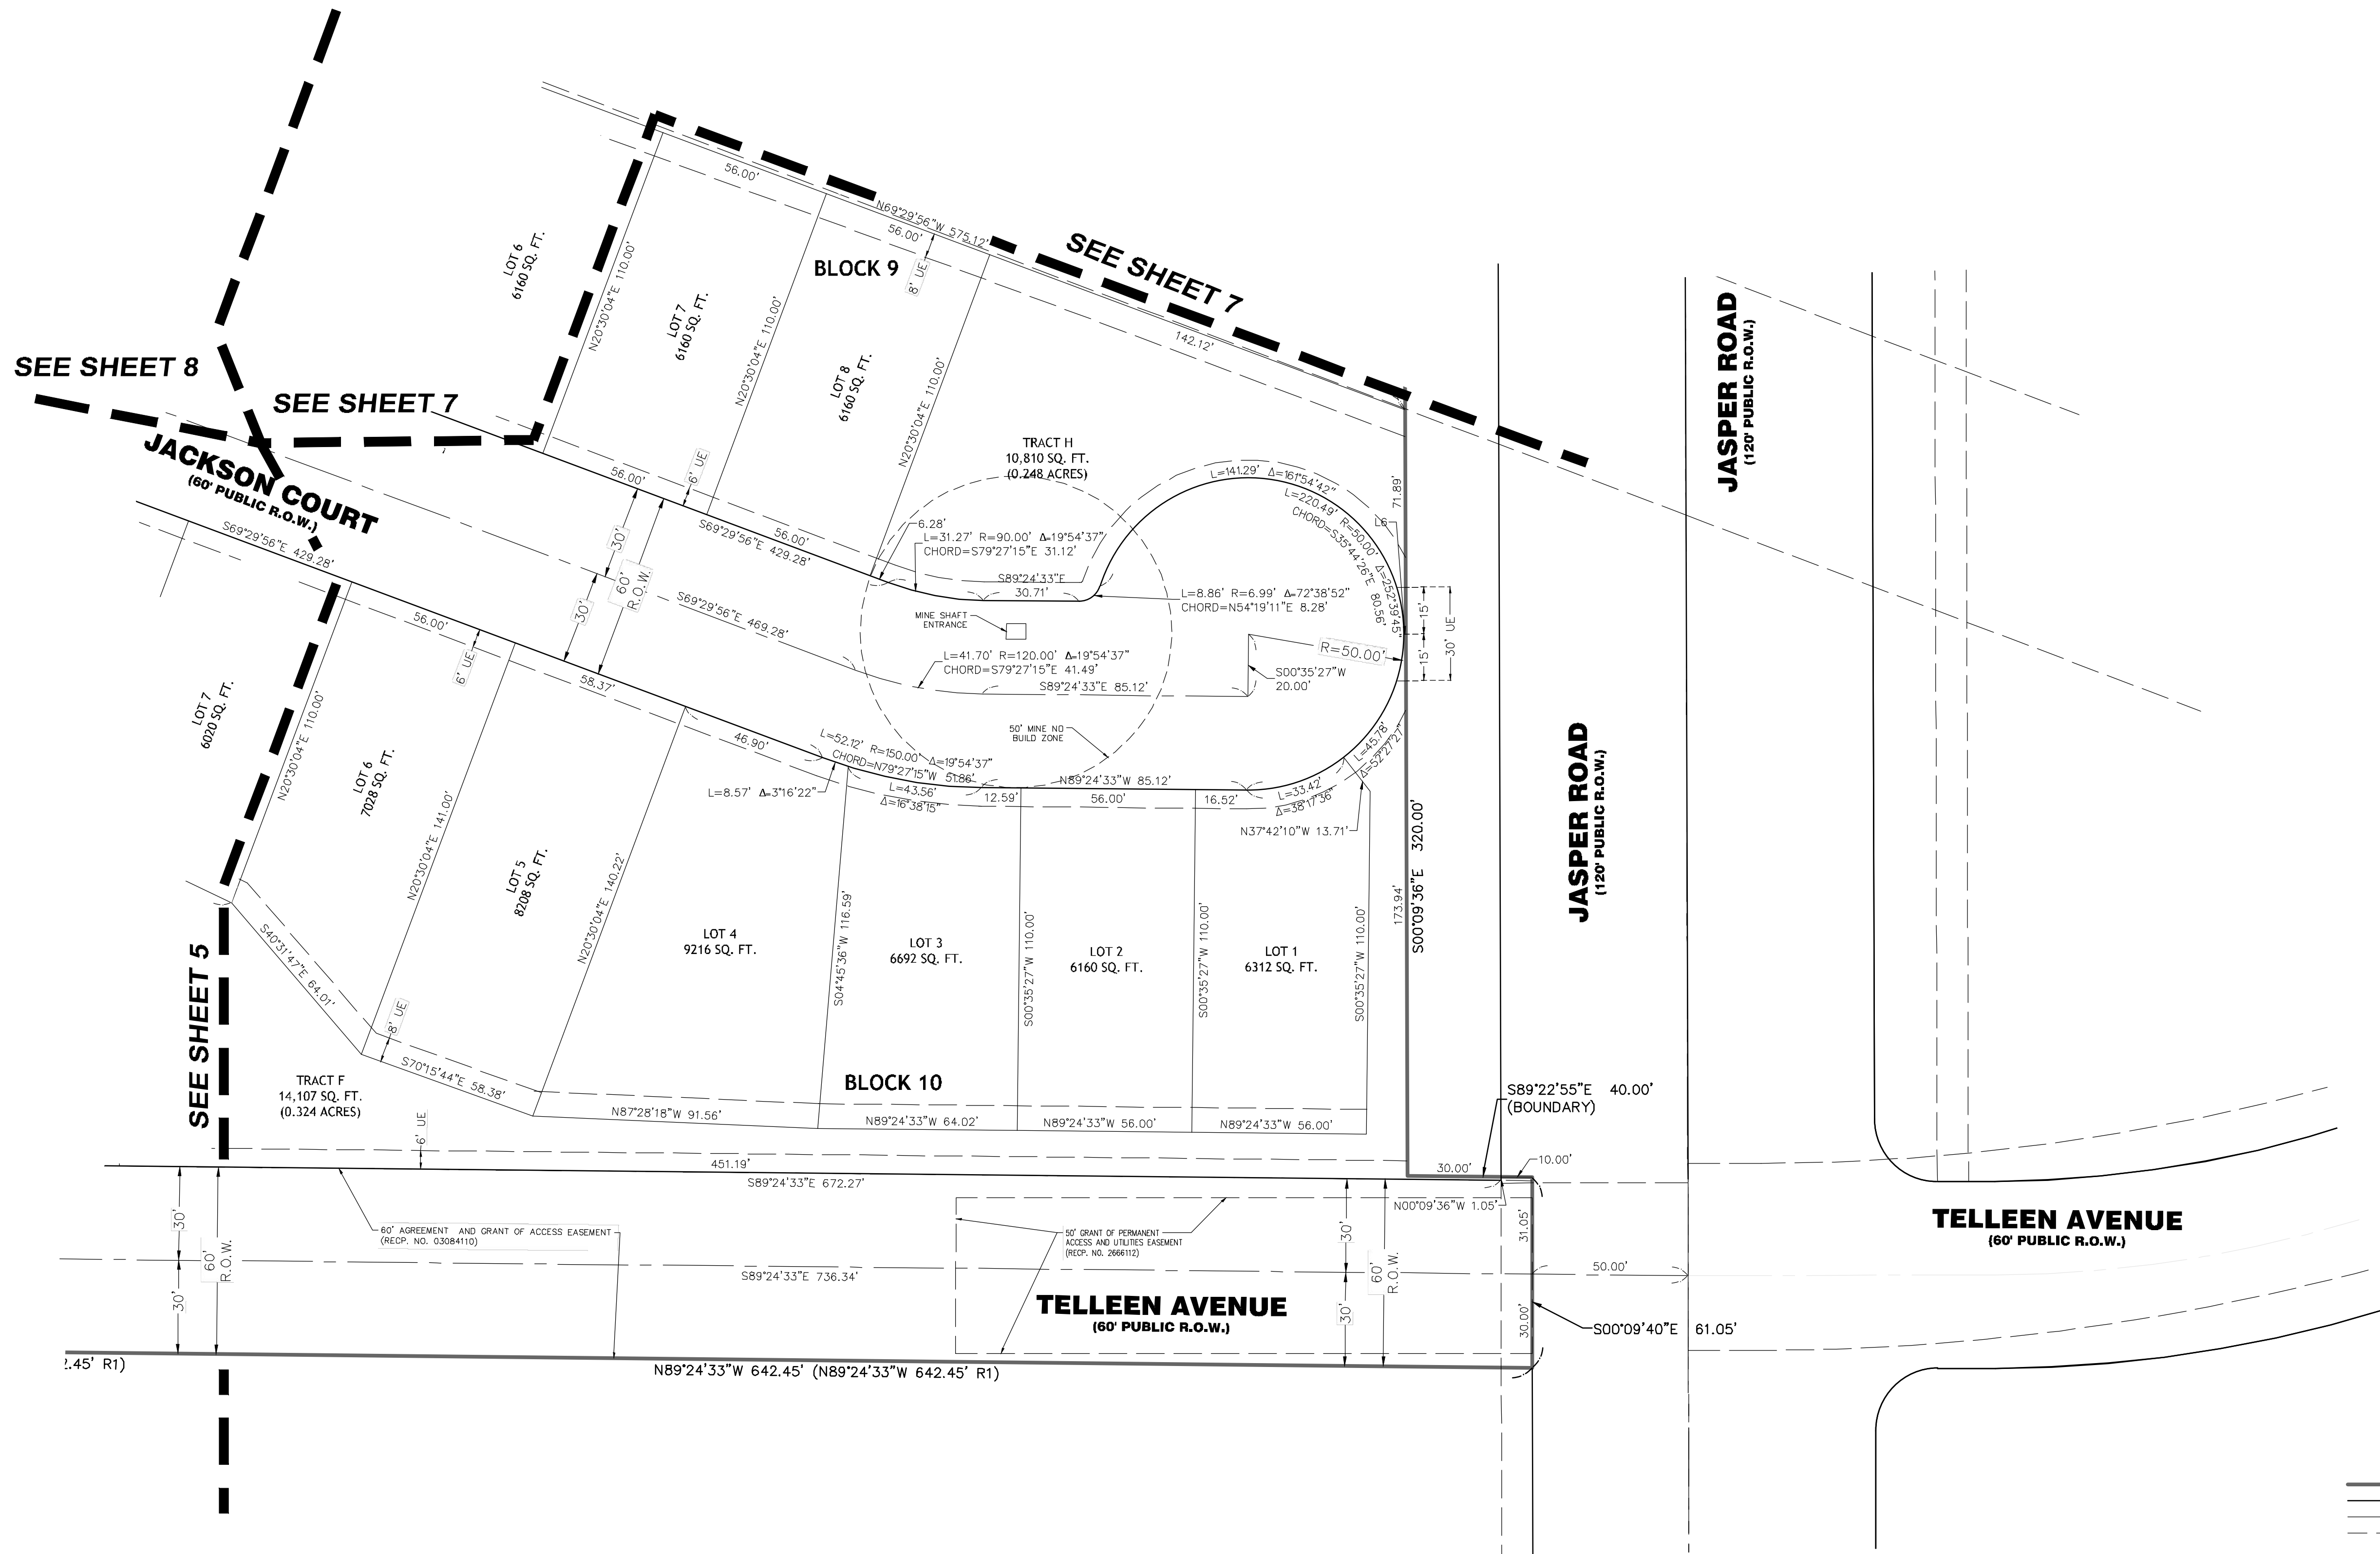 SEE SHEET 7
56.00'
N69°29'56"W 575.12'
56.00'
8' UE
BLOCK 9
142.12'
LOT 6
6160 SQ. FT.
N20°30'04"E 110.00'
LOT 7
6160 SQ. FT.
N20°30'04"E 110.00'
LOT 8
6160 SQ. FT.
N20°30'04"E 110.00'
TRACT H
10,810 SQ. FT.
(0.248 ACRES)
SEE SHEET 8
SEE SHEET 7
JACKSON COURT
(60' PUBLIC R.O.W.)
S69°29'56"E 429.28'
56.00'
6' UE
S69°29'56"E 429.28'
56.00'
30'
30'
60'
R.O.W.
S69°29'56"E 469.28'
6.28'
L=31.27' R=90.00' Δ=19°54'37"
CHORD=S79°27'15"E 31.12'
S89°24'33"E
30.71'
L=141.29' Δ=161°54'42"
L=220.49' R=50.00' Δ=252°39'45"
CHORD=S35°44'26"E 80.56'
L6
71.89'
L=8.86' R=6.99' Δ=72°38'52"
CHORD=N54°19'11"E 8.28'
MINE SHAFT
ENTRANCE
L=41.70' R=120.00' Δ=19°54'37"
CHORD=S79°27'15"E 41.49'
S89°24'33"E 85.12'
R=50.00'
S00°35'27"W
20.00'
15'
15'
30' UE
50' MINE NO
BUILD ZONE
56.00'
6' UE
58.37'
46.90'
L=52.12' R=150.00' Δ=19°54'37"
CHORD=N79°27'15"W 51.86'
L=8.57' Δ=3°16'22"
L=43.56'
Δ=16°38'15"
12.59'
N89°24'33"W 85.12'
56.00'
16.52'
L=33.42'
Δ=38°17'36"
L=45.78'
Δ=52°27'27"
N37°42'10"W 13.71'
LOT 7
6020 SQ. FT.
N20°30'04"E 110.00'
LOT 6
7028 SQ. FT.
N20°30'04"E 141.00'
LOT 5
8208 SQ. FT.
N20°30'04"E 140.22'
LOT 4
9216 SQ. FT.
S04°45'36"W 116.59'
LOT 3
6692 SQ. FT.
S00°35'27"W 110.00'
LOT 2
6160 SQ. FT.
S00°35'27"W 110.00'
LOT 1
6312 SQ. FT.
S00°35'27"W 110.00'
173.94'
S00°09'36"E 320.00'
JASPER ROAD
(120' PUBLIC R.O.W.)
JASPER ROAD
(120' PUBLIC R.O.W.)
SEE SHEET 5
S40°31'47"E 64.01'
8' UE
S70°15'44"E 58.38'
TRACT F
14,107 SQ. FT.
(0.324 ACRES)
BLOCK 10
N87°28'18"W 91.56'
N89°24'33"W 64.02'
N89°24'33"W 56.00'
N89°24'33"W 56.00'
6' UE
451.19'
S89°24'33"E 672.27'
S89°22'55"E 40.00'
(BOUNDARY)
30.00'
10.00'
N00°09'36"W 1.05'
30'
30'
60'
R.O.W.
60' AGREEMENT AND GRANT OF ACCESS EASEMENT
(RECP. NO. 03084110)
50' GRANT OF PERMANENT
ACCESS AND UTILITIES EASEMENT
(RECP. NO. 2666112)
S89°24'33"E 736.34'
TELLEEN AVENUE
(60' PUBLIC R.O.W.)
30'
30'
60'
R.O.W.
31.05'
30.00'
50.00'
S00°09'40"E 61.05'
TELLEEN AVENUE
(60' PUBLIC R.O.W.)
2.45' R1)
N89°24'33"W 642.45' (N89°24'33"W 642.45' R1)